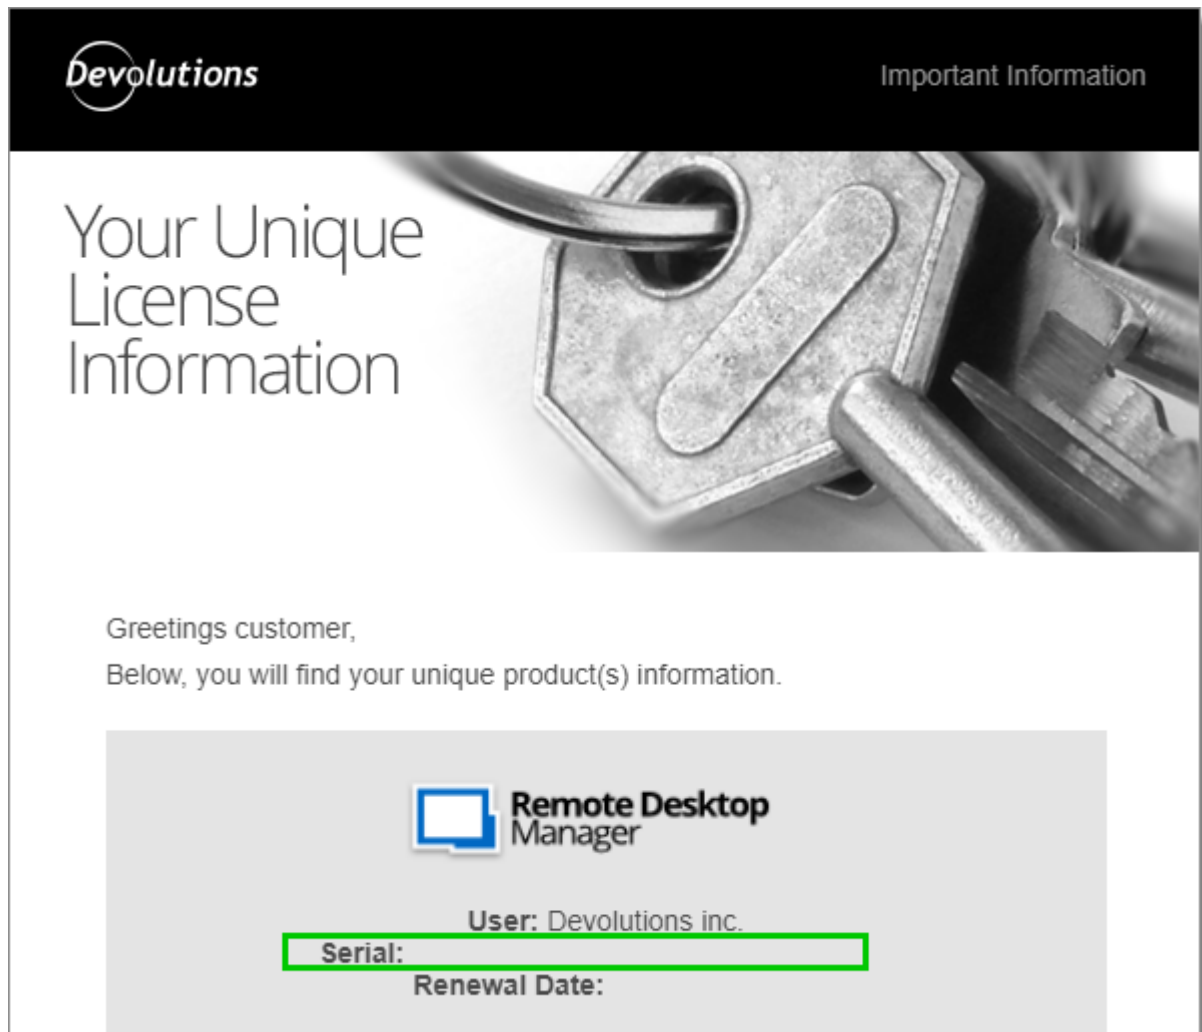 Devolutions
Important Information
Your Unique
License
Information
Greetings customer,
Below, you will find your unique product(s) information.
Remote Desktop
Manager
User: Devolutions inc.
Serial:
Renewal Date: